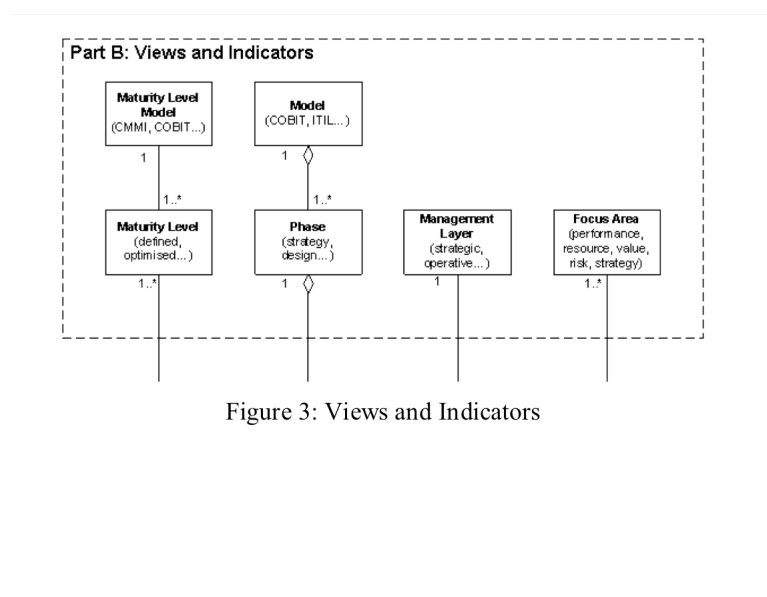 Part B: Views and Indicators
Maturity Level
Model
(CMMI, COBIT...)
Model
(COBIT, ITIL...)
1
1
1..*
1..*
Maturity Level
(defined,
optimised...)
Phase
(strategy,
design...)
Management
Layer
(strategic,
operative...)
Focus Area
(performance,
resource, value,
risk, strategy)
1..*
1
1
1..*
Figure 3: Views and Indicators